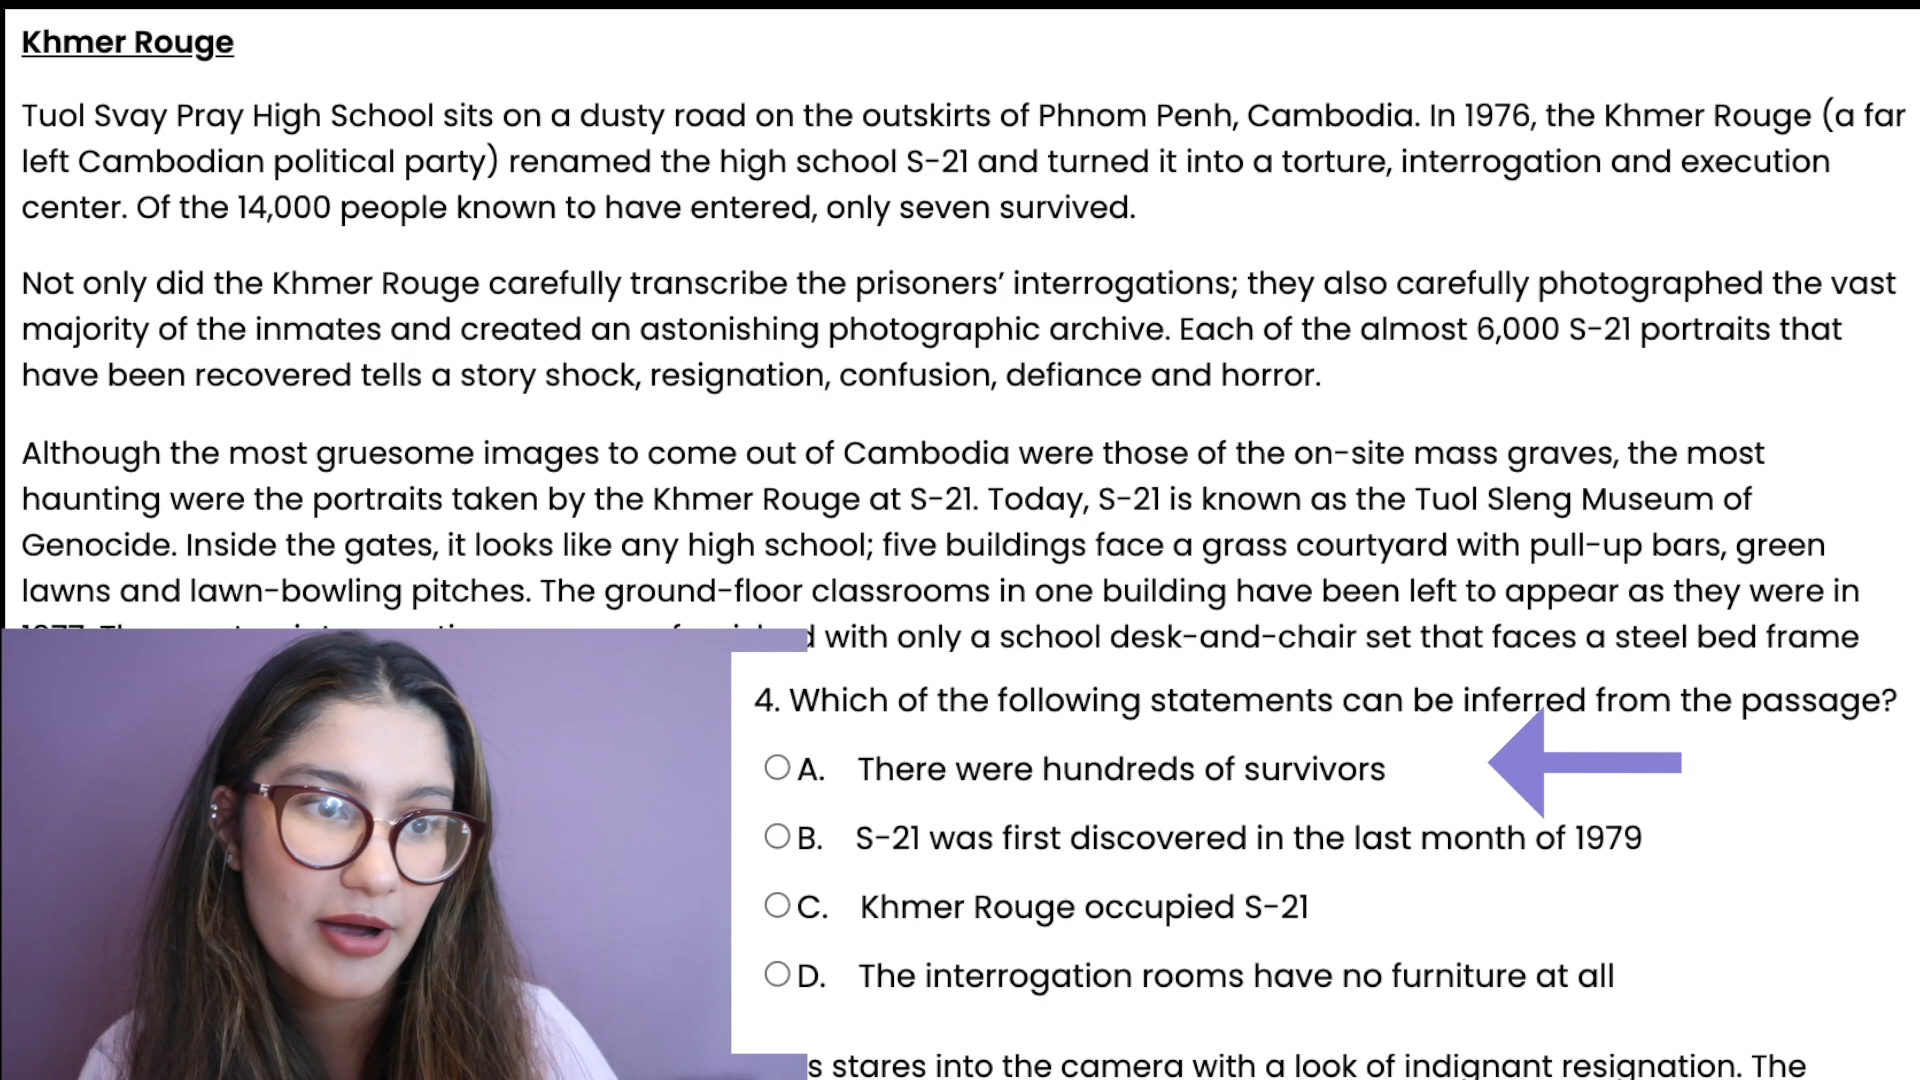 Khmer Rouge
Tuol Svay Pray High School sits on a dusty road on the outskirts of Phnom Penh, Cambodia. In 1976, the Khmer Rouge (a far
left Cambodian political party) renamed the high school S-21 and turned it into a torture, interrogation and execution
center. Of the 14,000 people known to have entered, only seven survived.
Not only did the Khmer Rouge carefully transcribe the prisoners’ interrogations; they also carefully photographed the vast
majority of the inmates and created an astonishing photographic archive. Each of the almost 6,000 S-21 portraits that
have been recovered tells a story shock, resignation, confusion, defiance and horror.
Although the most gruesome images to come out of Cambodia were those of the on-site mass graves, the most
haunting were the portraits taken by the Khmer Rouge at S-21. Today, S-21 is known as the Tuol Sleng Museum of
Genocide. Inside the gates, it looks like any high school; five buildings face a grass courtyard with pull-up bars, green
lawns and lawn-bowling pitches. The ground-floor classrooms in one building have been left to appear as they were in
with only a school desk-and-chair set that faces a steel bed frame
4. Which of the following statements can be inferred from the passage?
A. There were hundreds of survivors
B. S-21 was first discovered in the last month of 1979
C. Khmer Rouge occupied S-21
D. The interrogation rooms have no furniture at all
stares into the camera with a look of indignant resignation. The